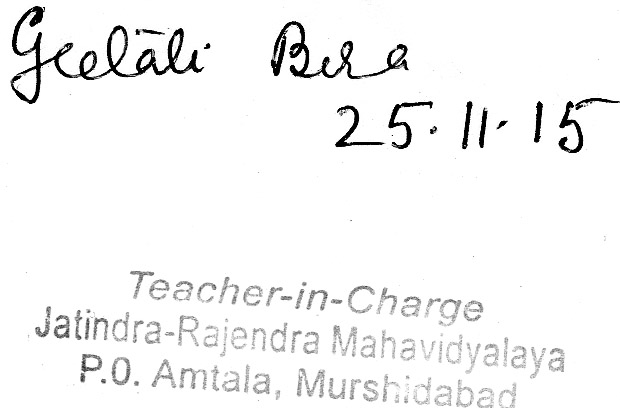 Geetāli Bera
25.11.15
Teacher-in-Charge
Jatindra-Rajendra Mahavidyalaya
P.O. Amtala, Murshidabad